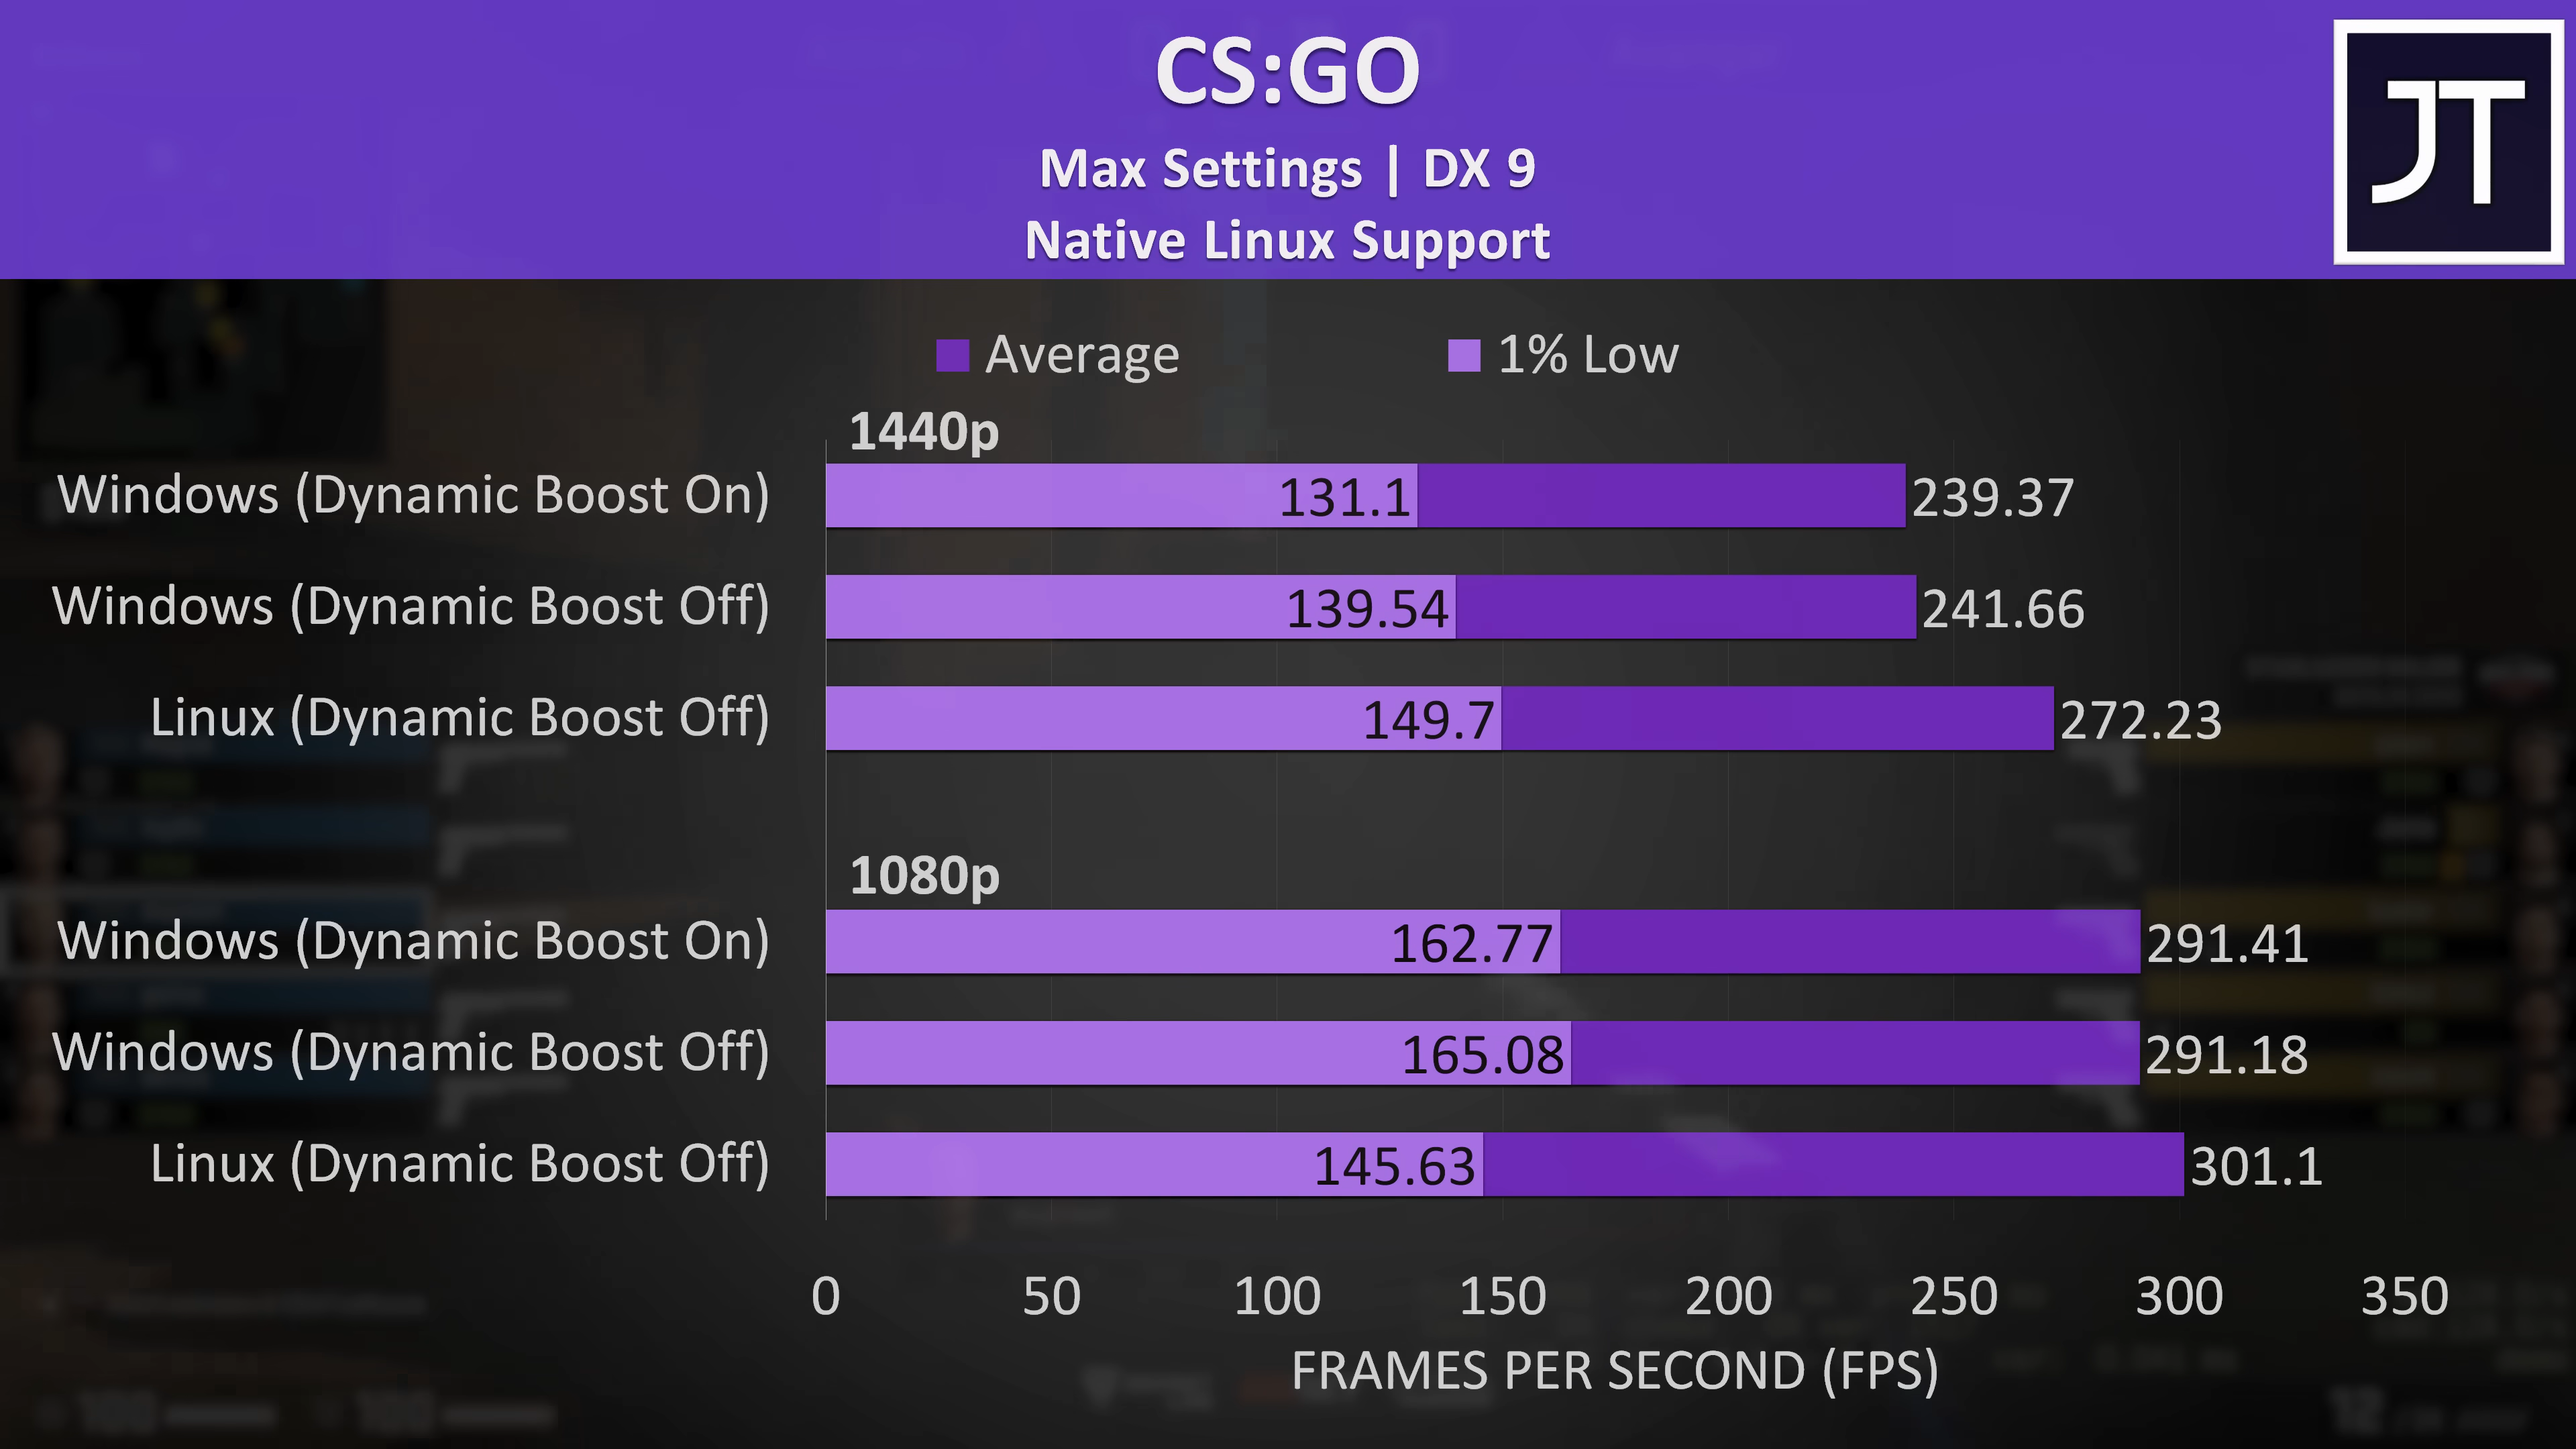 CS:GO
Max Settings | DX 9
Native Linux Support
JT
Average
1% Low
1440p
Windows (Dynamic Boost On) 131.1 239.37
Windows (Dynamic Boost Off) 139.54 241.66
Linux (Dynamic Boost Off) 149.7 272.23
1080p
Windows (Dynamic Boost On) 162.77 291.41
Windows (Dynamic Boost Off) 165.08 291.18
Linux (Dynamic Boost Off) 145.63 301.1
0 50 100 150 200 250 300 350
FRAMES PER SECOND (FPS)
100
100
12